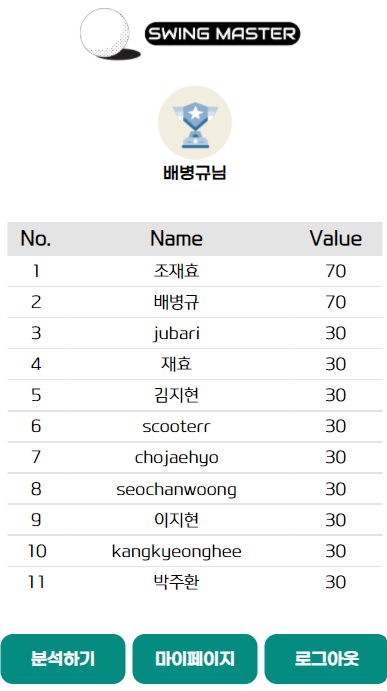 SWING MASTER
배병규님
No. Name Value
1 조재효 70
2 배병규 70
3 jubari 30
4 재효 30
5 김지현 30
6 scooterr 30
7 chojaehyo 30
8 seochanwoong 30
9 이지현 30
10 kangkyeonghee 30
11 박주환 30
분석하기 마이페이지 로그아웃